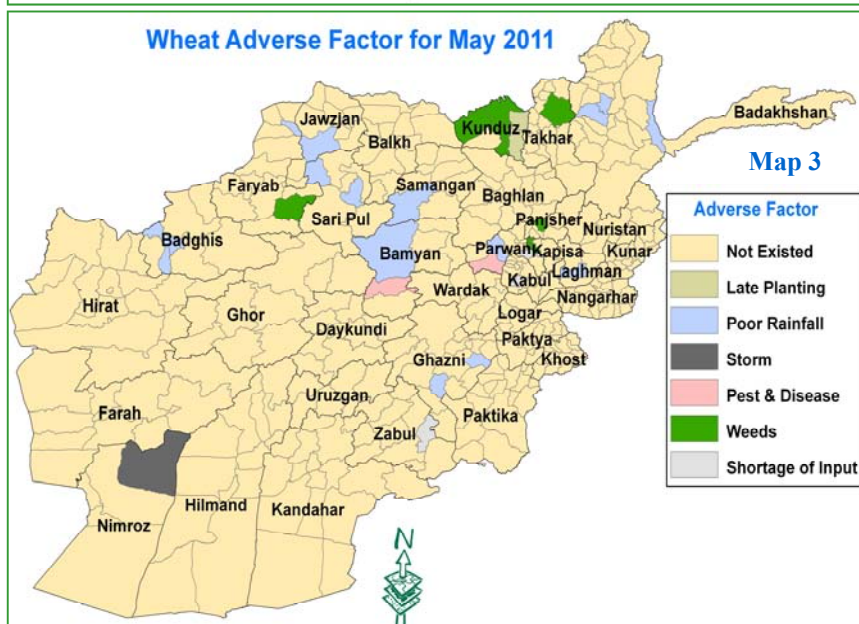 Wheat Adverse Factor for May 2011
Badakhshan
Jawzjan
Kunduz
Takhar
Balkh
Map 3
Faryab
Samangan
Baghlan
Sari Pul
Panjsher
Nuristan
Badghis
Bamyan
Parwan
Kapisa
Kunar
Laghman
Kabul
Hirat
Wardak
Nangarhar
Ghor
Logar
Daykundi
Paktya
Ghazni
Khost
Uruzgan
Farah
Zabul
Paktika
Hilmand
Kandahar
Nimroz
N
Adverse Factor
Not Existed
Late Planting
Poor Rainfall
Storm
Pest & Disease
Weeds
Shortage of Input